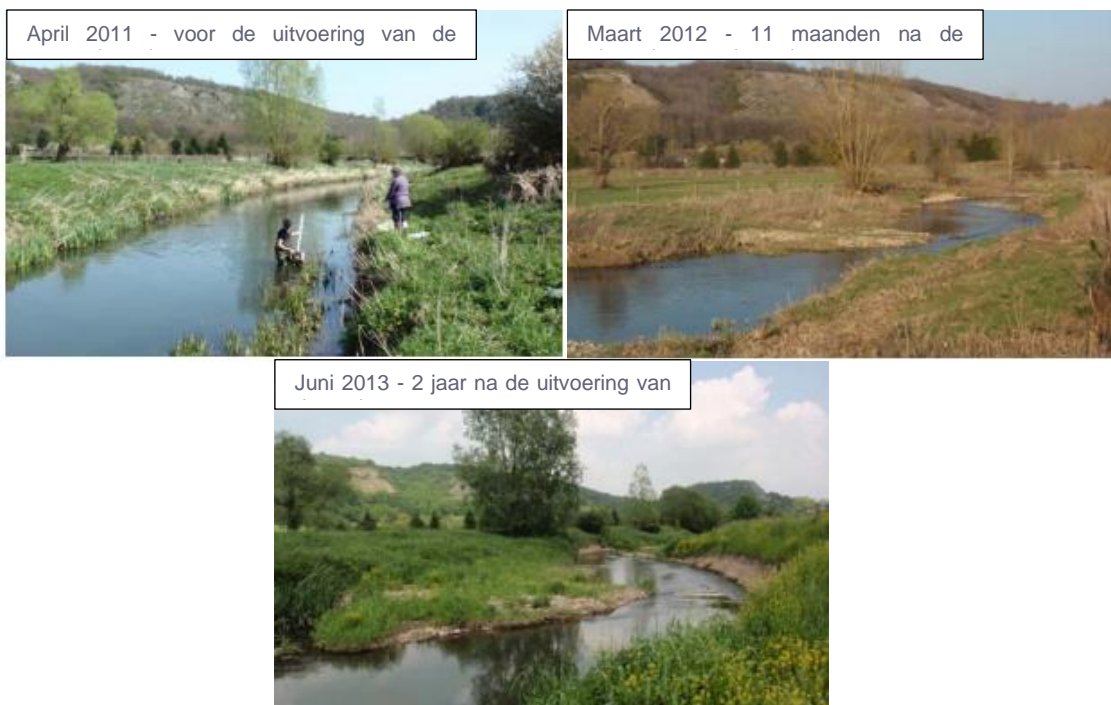 April 2011 - voor de uitvoering van de
Maart 2012 - 11 maanden na de
Juni 2013 - 2 jaar na de uitvoering van